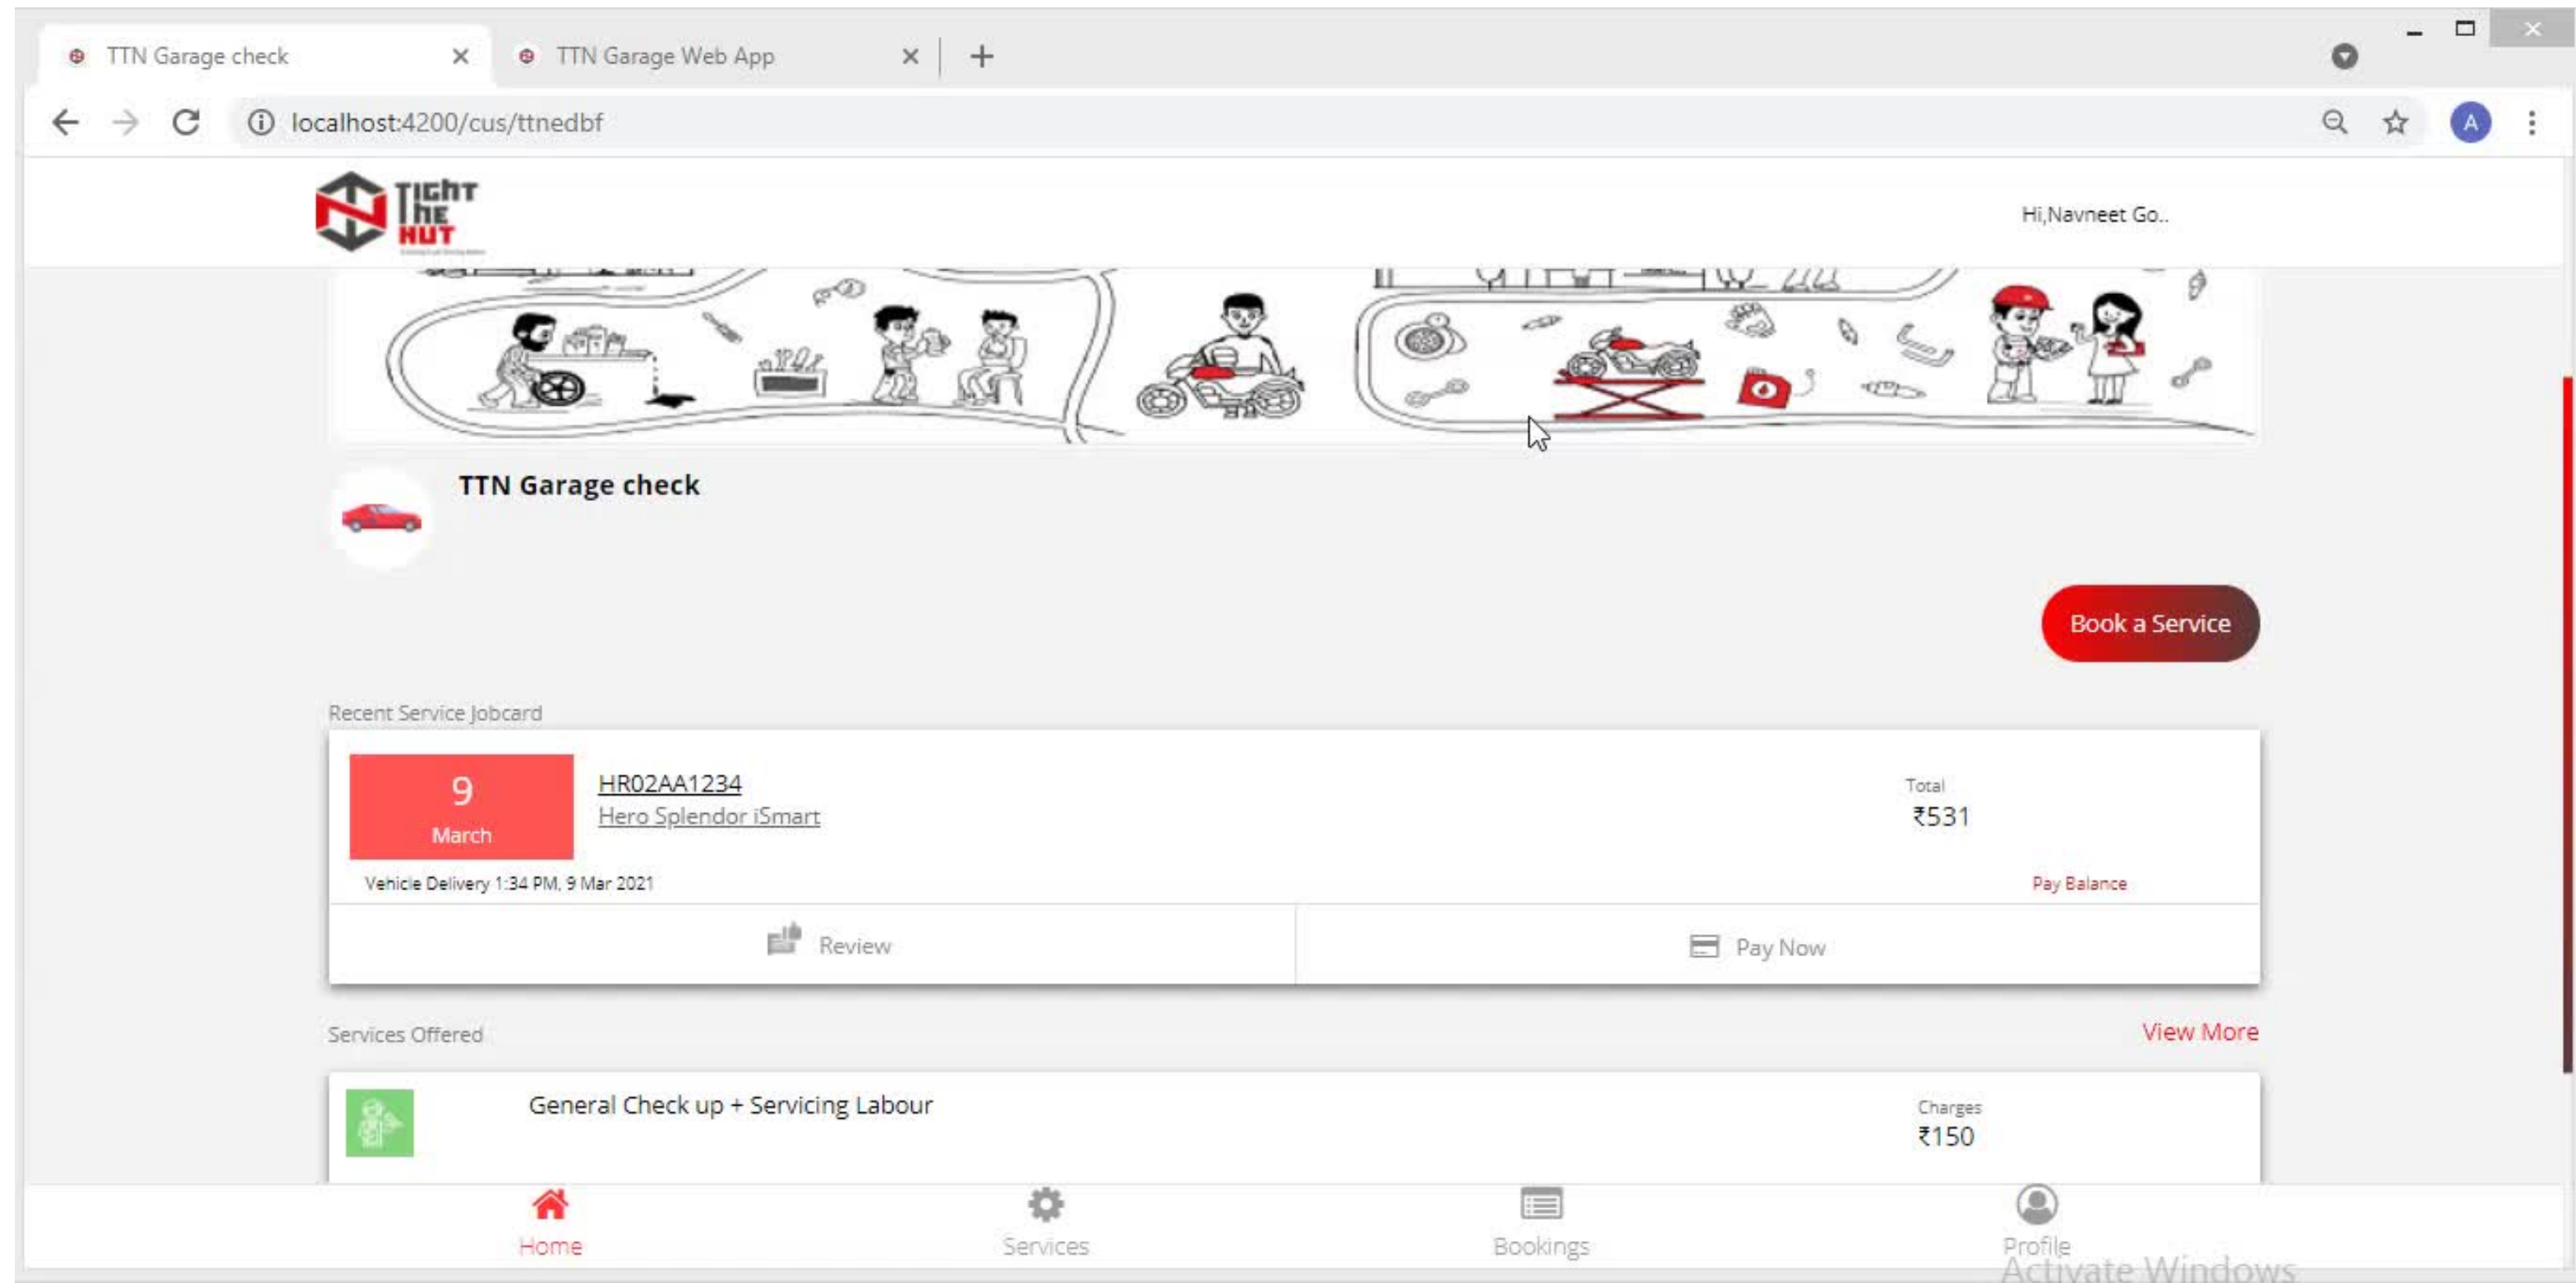 TTN Garage check
TTN Garage Web App
localhost:4200/cus/ttnedbf
A
TIGHT
THE
NUT
Hi,Navneet Go..
TTN Garage check
Book a Service
Recent Service Jobcard
9
March
HR02AA1234
Hero Splendor iSmart
Total
₹531
Vehicle Delivery 1:34 PM, 9 Mar 2021
Pay Balance
Review
Pay Now
Services Offered
View More
General Check up + Servicing Labour
Charges
₹150
Home
Services
Bookings
Profile
Activate Windows